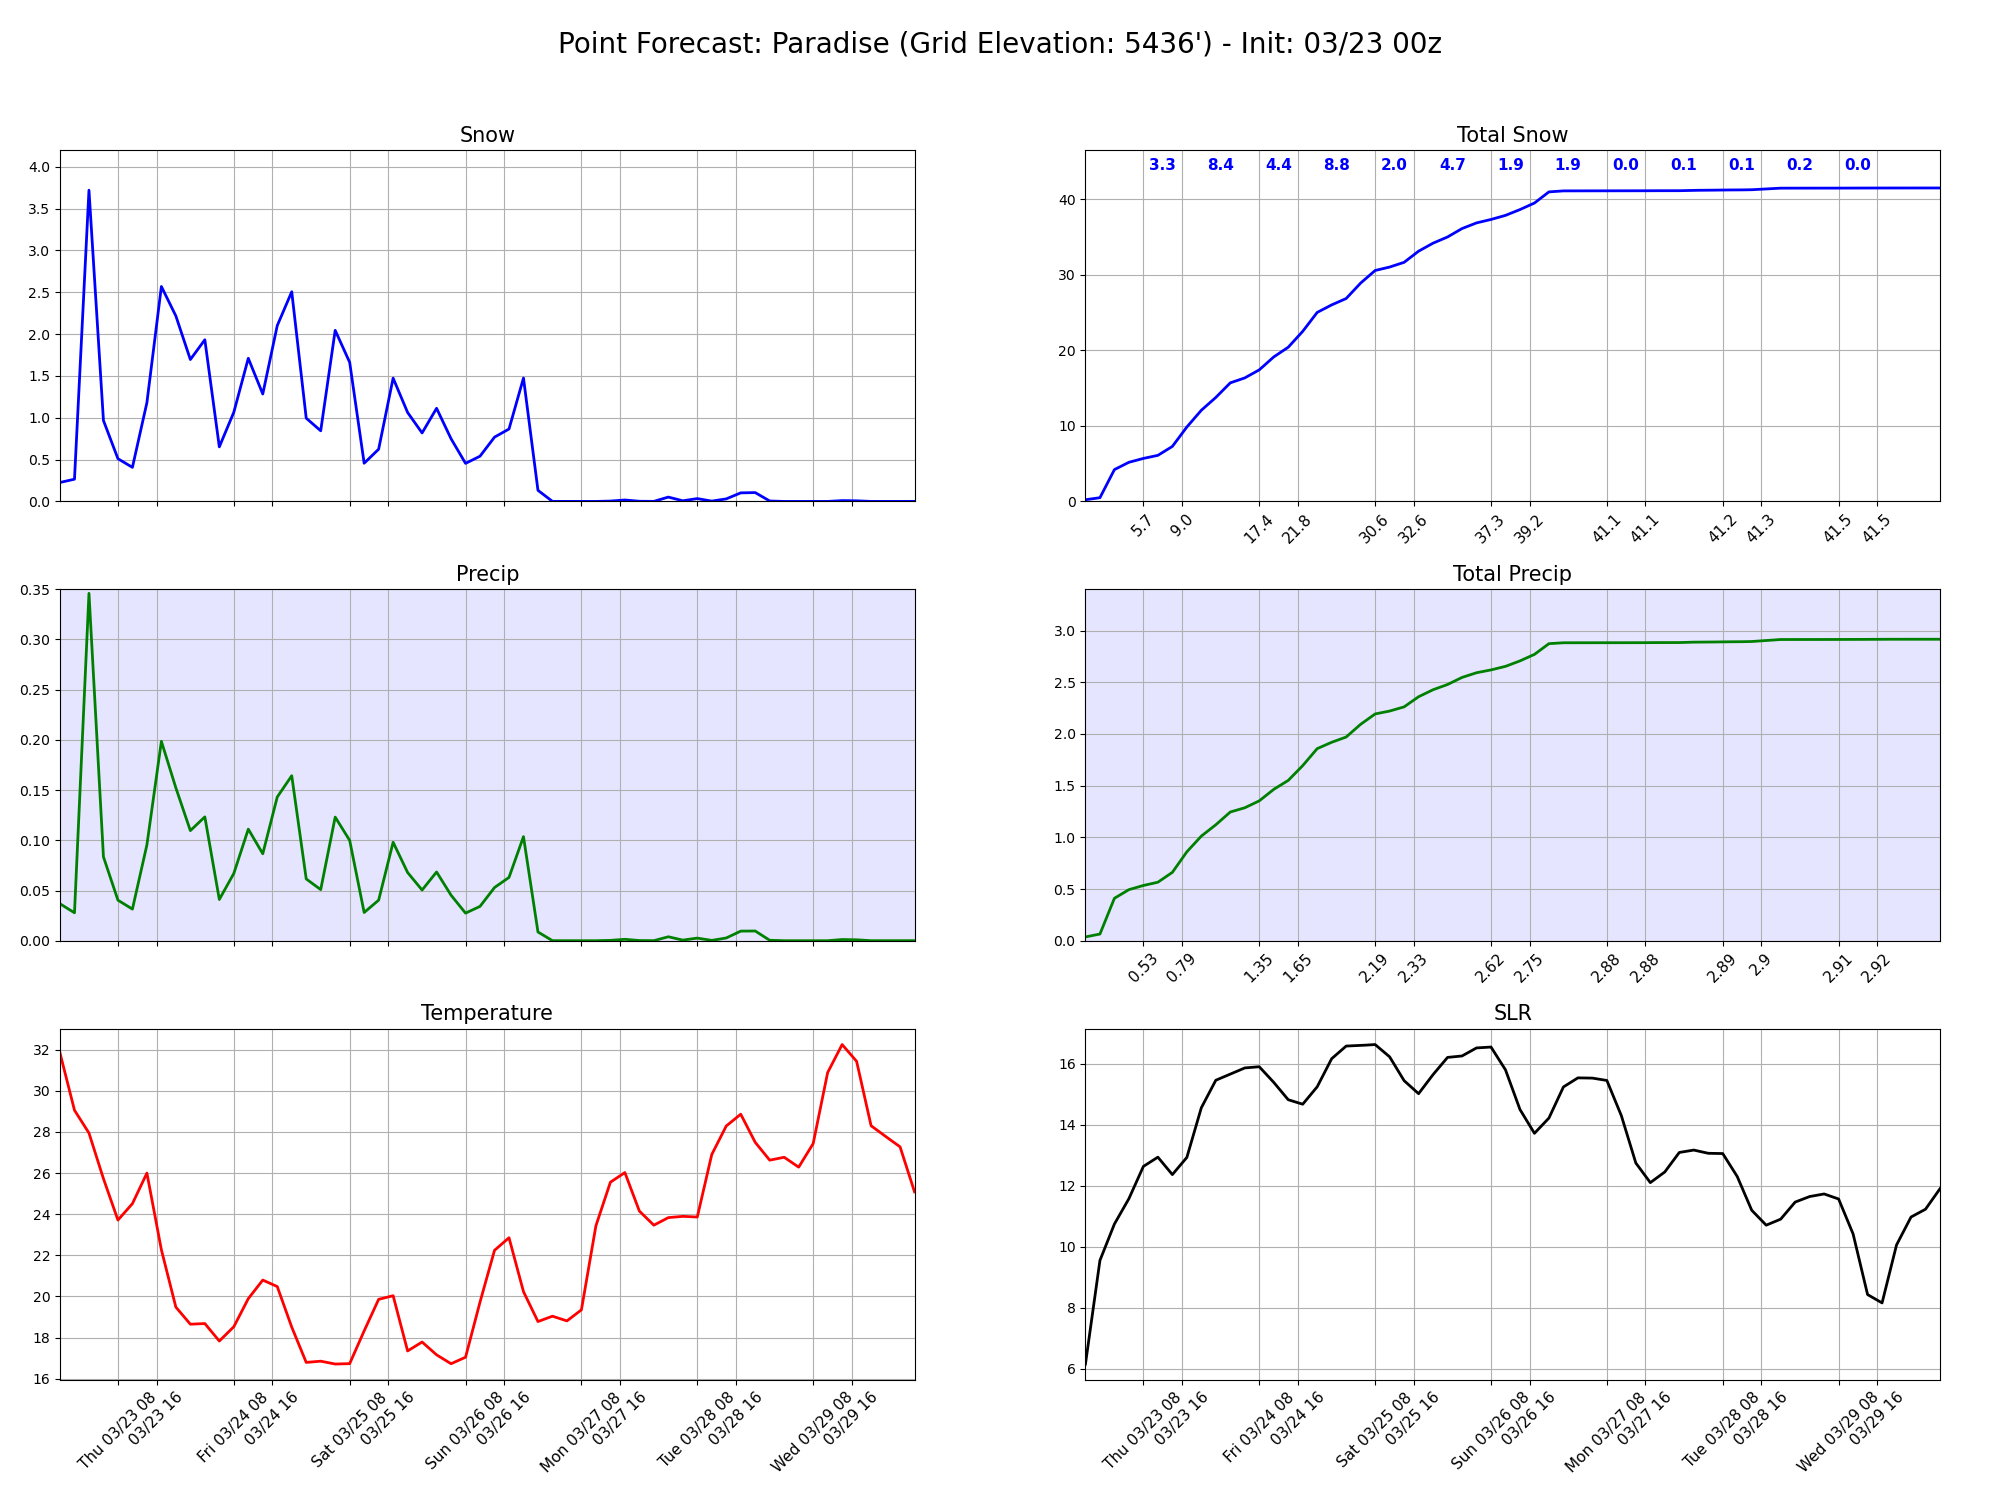 Point Forecast: Paradise (Grid Elevation: 5436') - Init: 03/23 00z
Snow
4.0
3.5
3.0
2.5
2.0
1.5
1.0
0.5
0.0
Total Snow
3.3 8.4 4.4 8.8 2.0 4.7 1.9 1.9 0.0 0.1 0.1 0.2 0.0
40
30
20
10
0
5.7 9.0 17.4 21.8 30.6 32.6 37.3 39.2 41.1 41.1 41.2 41.3 41.5 41.5
Precip
0.35
0.30
0.25
0.20
0.15
0.10
0.05
0.00
Total Precip
3.0
2.5
2.0
1.5
1.0
0.5
0.0
0.53 0.79 1.35 1.65 2.19 2.33 2.62 2.75 2.88 2.88 2.89 2.9 2.91 2.92
Temperature
32
30
28
26
24
22
20
18
16
Thu 03/23 08
03/23 16
Fri 03/24 08
03/24 16
Sat 03/25 08
03/25 16
Sun 03/26 08
03/26 16
Mon 03/27 08
03/27 16
Tue 03/28 08
03/28 16
Wed 03/29 08
03/29 16
SLR
16
14
12
10
8
6
Thu 03/23 08
03/23 16
Fri 03/24 08
03/24 16
Sat 03/25 08
03/25 16
Sun 03/26 08
03/26 16
Mon 03/27 08
03/27 16
Tue 03/28 08
03/28 16
Wed 03/29 08
03/29 16